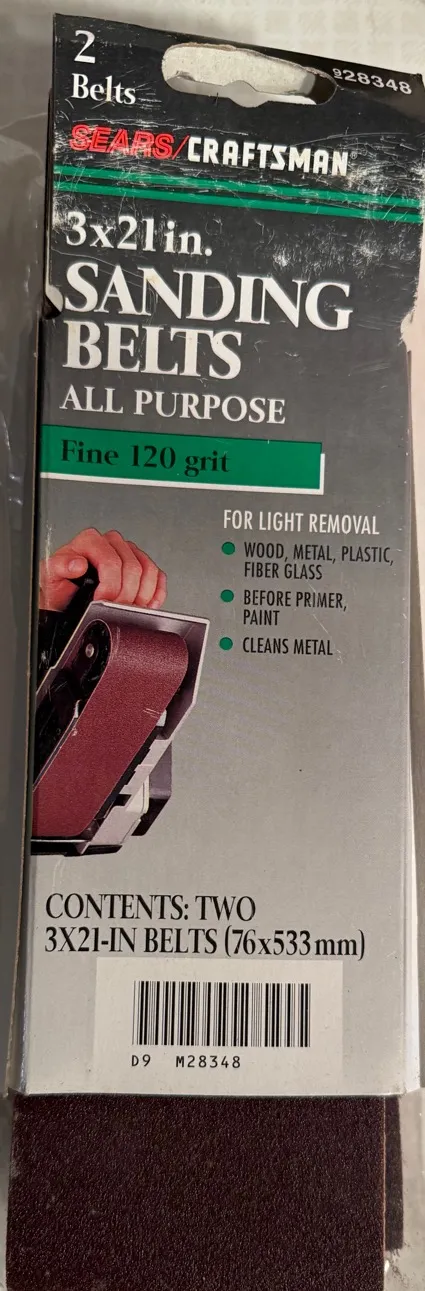 2
Belts
928348
SEARS/CRAFTSMAN®
3x21in.
SANDING
BELTS
ALL PURPOSE
Fine 120 grit
FOR LIGHT REMOVAL
WOOD, METAL, PLASTIC,
FIBER GLASS
BEFORE PRIMER,
PAINT
CLEANS METAL
CONTENTS: TWO
3X21-IN BELTS (76x533mm)
D9 M28348